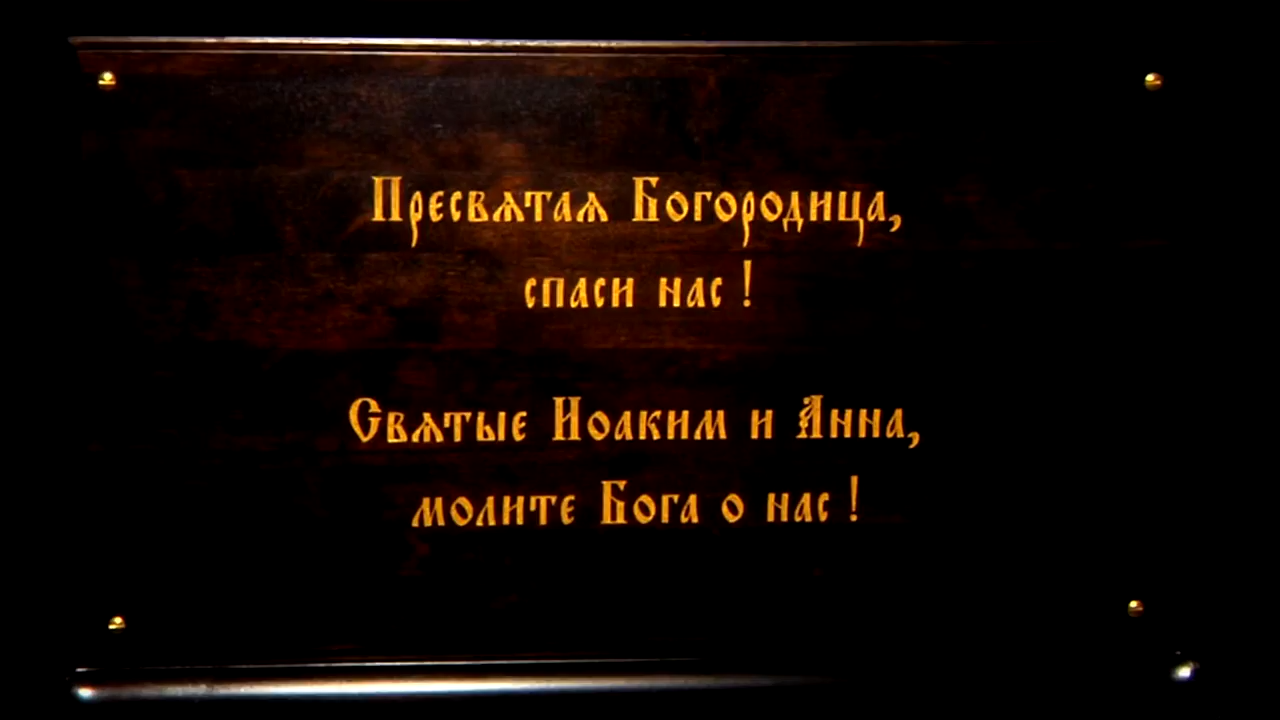 Пресвятая Богородица,
спаси нас !
Святые Иоаким и Анна,
молите Бога о нас !